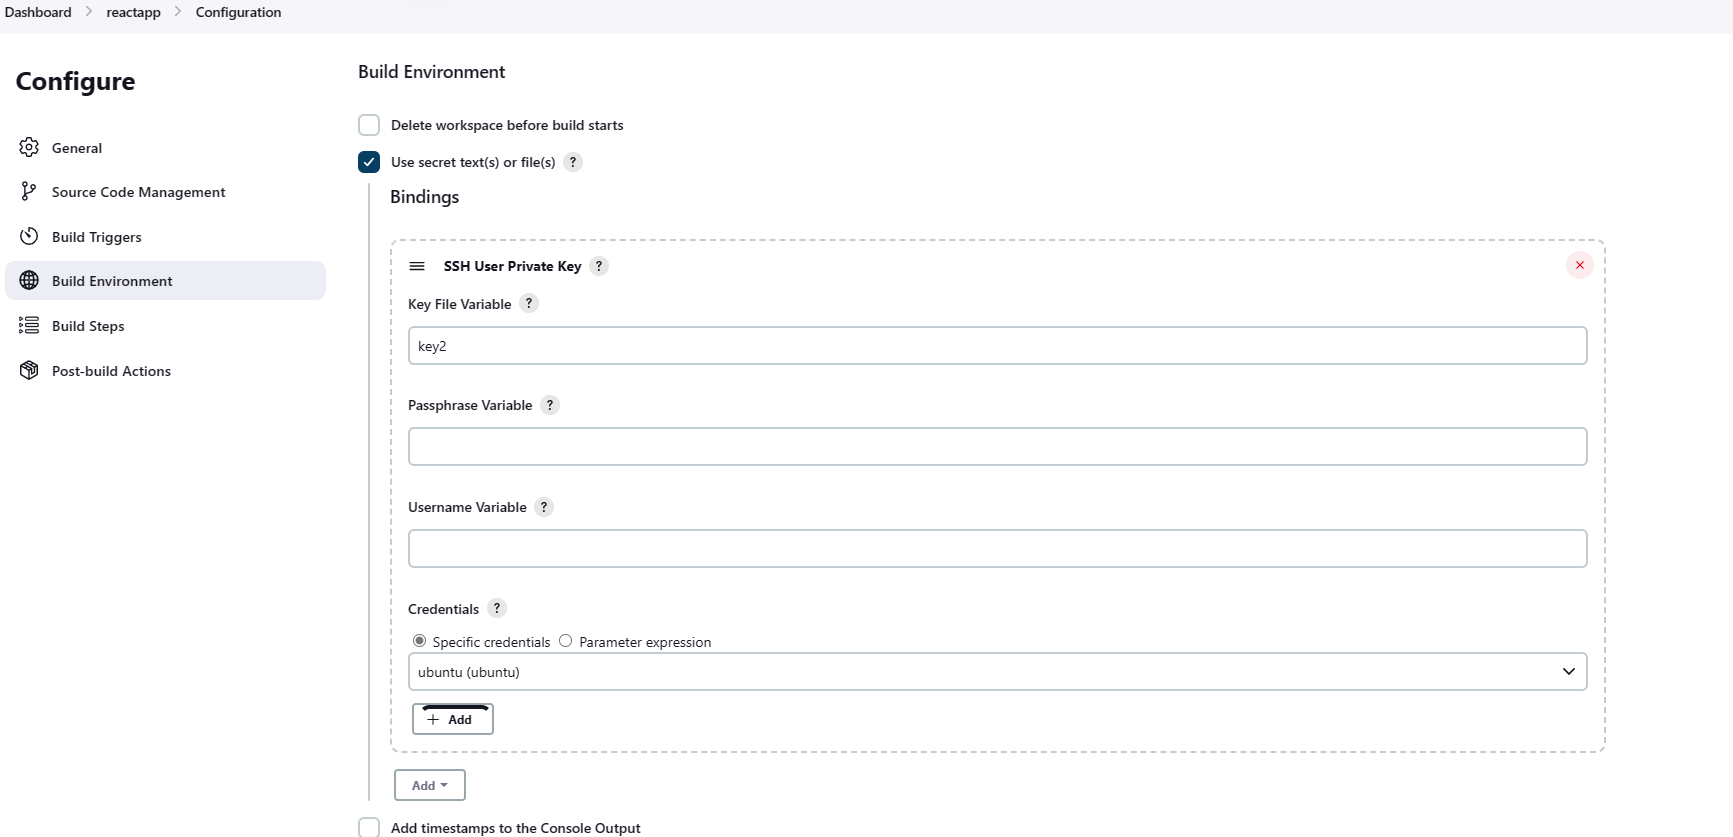 Dashboard > reactapp > Configuration
Configure
General
Source Code Management
Build Triggers
Build Environment
Build Steps
Post-build Actions
Build Environment
Delete workspace before build starts
Use secret text(s) or file(s) ?
Bindings
SSH User Private Key ?
Key File Variable ?
key2
Passphrase Variable ?
Username Variable ?
Credentials ?
Specific credentials Parameter expression
ubuntu (ubuntu)
+ Add
Add
Add timestamps to the Console Output